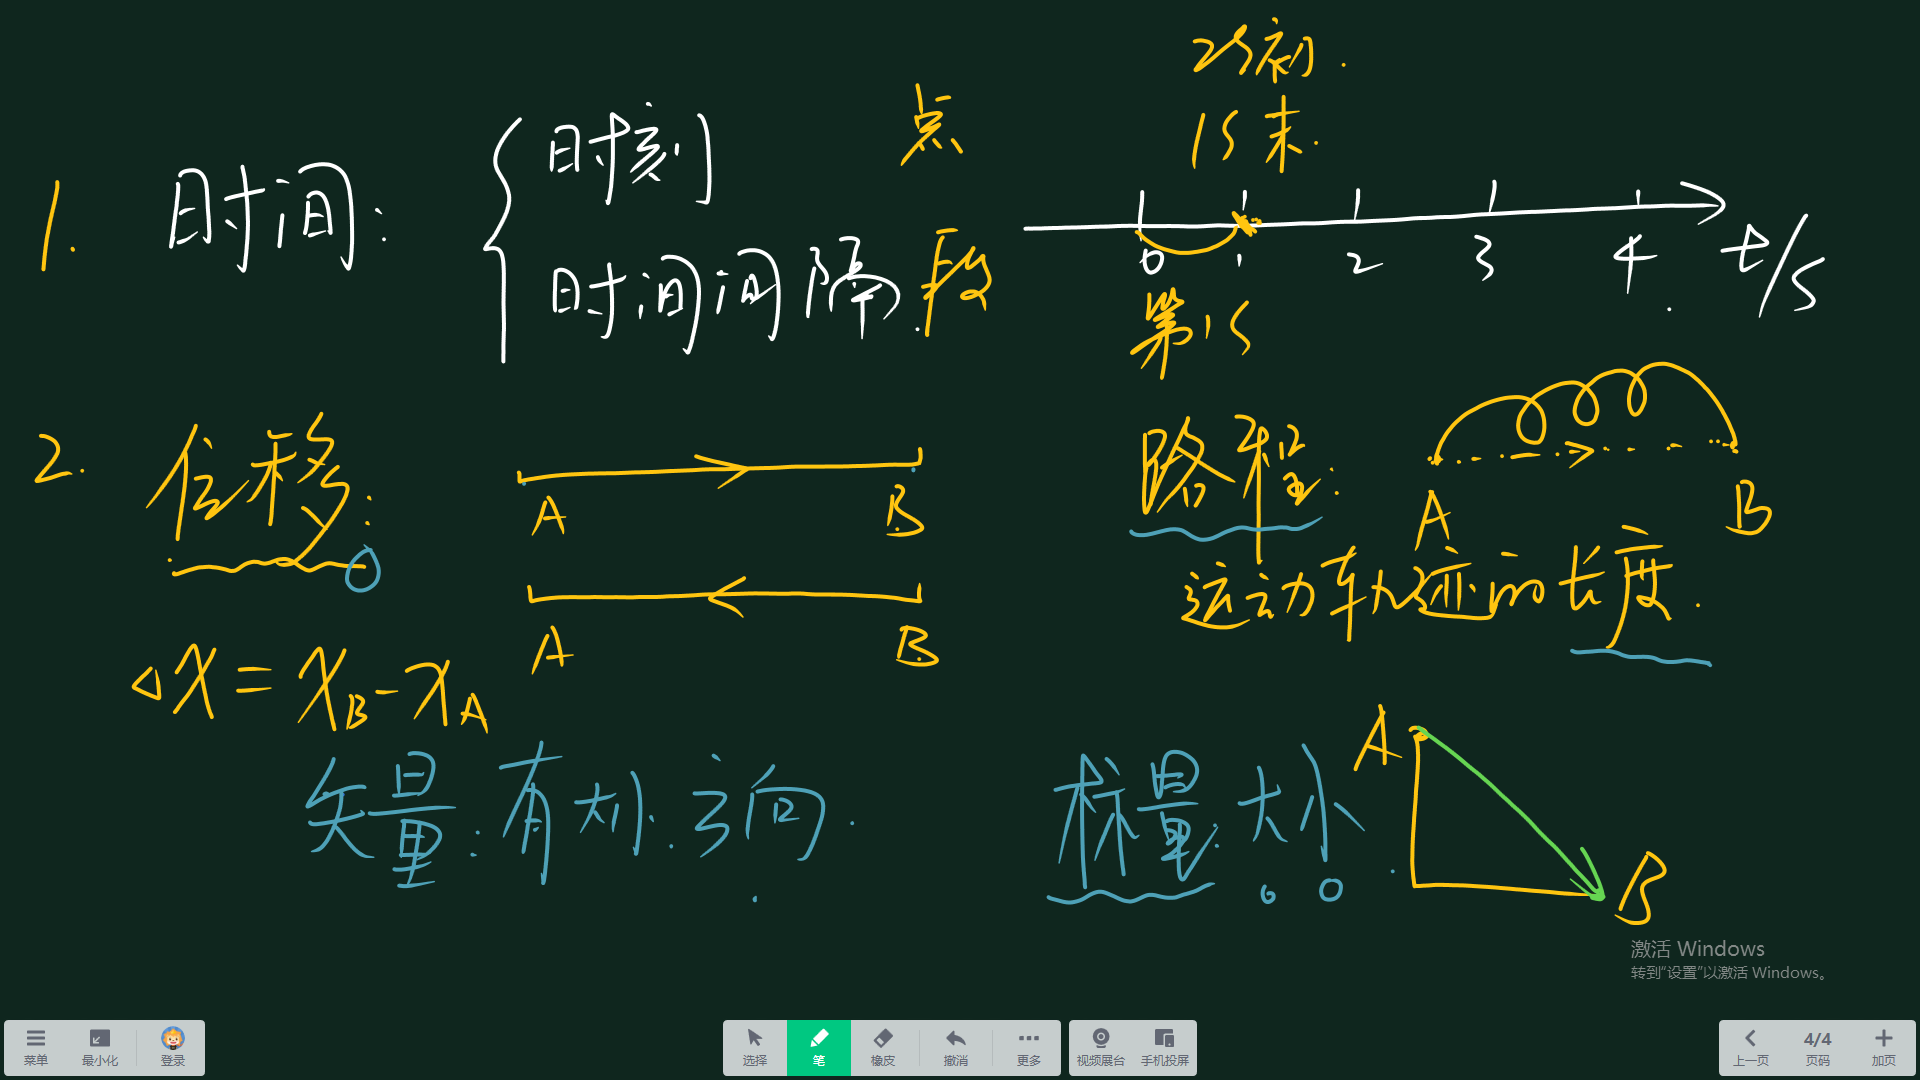 1. 时间:
时刻 点
时间间隔. 段
2s初.
1s末.
0 1 2 3 4 t/s
第1s
2. 位移:
A B
A B
△x = x_B - x_A
路程:
A B
运动轨迹的长度.
矢量: 有大小. 方向.
标量: 大小.
A
B
激活 Windows
转到"设置"以激活 Windows。
菜单 最小化 登录
选择 笔 橡皮 撤消 更多
视频展台 手机投屏
上一页 4/4 页码 加页